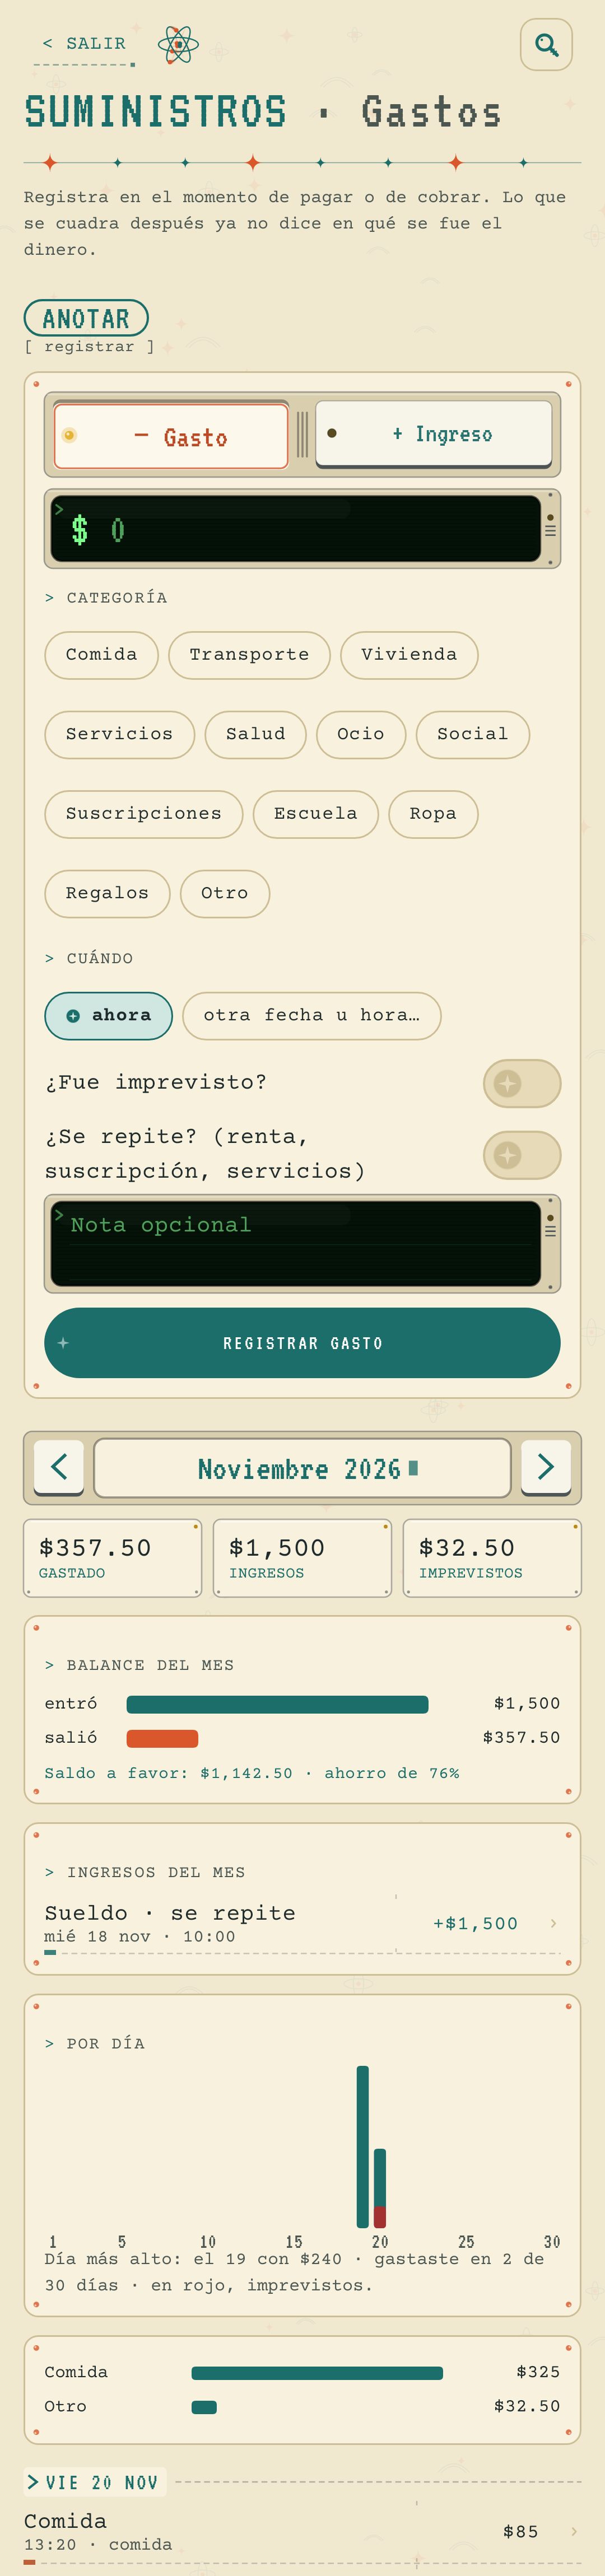 < SALIR
SUMINISTROS · Gastos
Registra en el momento de pagar o de cobrar. Lo que
se cuadra después ya no dice en qué se fue el
dinero.
ANOTAR
[ registrar ]
— Gasto
+ Ingreso
> $ 0
> CATEGORÍA
Comida Transporte Vivienda
Servicios Salud Ocio Social
Suscripciones Escuela Ropa
Regalos Otro
> CUÁNDO
ahora otra fecha u hora…
¿Fue imprevisto?
¿Se repite? (renta,
suscripción, servicios)
> Nota opcional
REGISTRAR GASTO
< Noviembre 2026 >
$357.50 $1,500 $32.50
GASTADO INGRESOS IMPREVISTOS
> BALANCE DEL MES
entró $1,500
salió $357.50
Saldo a favor: $1,142.50 · ahorro de 76%
> INGRESOS DEL MES
Sueldo · se repite
mié 18 nov · 10:00
+$1,500 ›
> POR DÍA
1 5 10 15 20 25 30
Día más alto: el 19 con $240 · gastaste en 2 de
30 días · en rojo, imprevistos.
Comida $325
Otro $32.50
> VIE 20 NOV
Comida
13:20 · comida
$85 ›